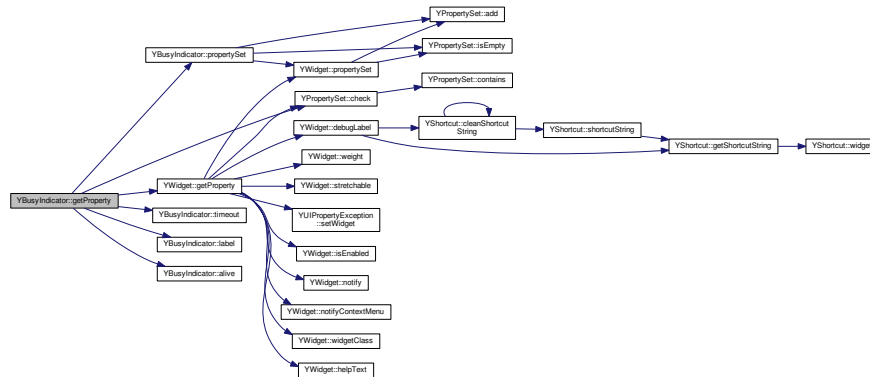 YPropertySet::add
YBusyIndicator::propertySet
YPropertySet::isEmpty
YWidget::propertySet
YPropertySet::contains
YPropertySet::check
YShortcut::cleanShortcut
String
YWidget::debugLabel
YShortcut::shortcutString
YShortcut::getShortcutString
YShortcut::widget
YWidget::weight
YWidget::getProperty
YWidget::stretchable
YBusyIndicator::getProperty
YBusyIndicator::timeout
YUIPropertyException
::setWidget
YBusyIndicator::label
YWidget::isEnabled
YBusyIndicator::alive
YWidget::notify
YWidget::notifyContextMenu
YWidget::widgetClass
YWidget::helpText